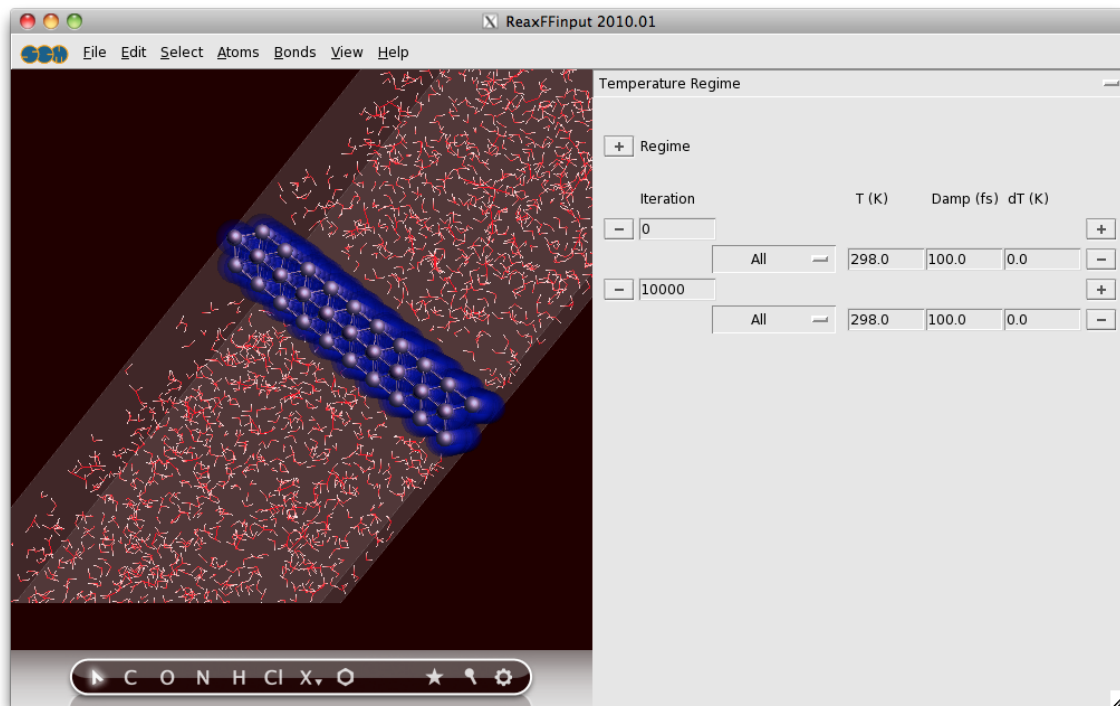 ReaxFFinput 2010.01
SCM File Edit Select Atoms Bonds View Help
Temperature Regime
+ Regime
Iteration T (K) Damp (fs) dT (K)
− 0 +
All 298.0 100.0 0.0 −
− 10000 +
All 298.0 100.0 0.0 −
C O N H Cl X